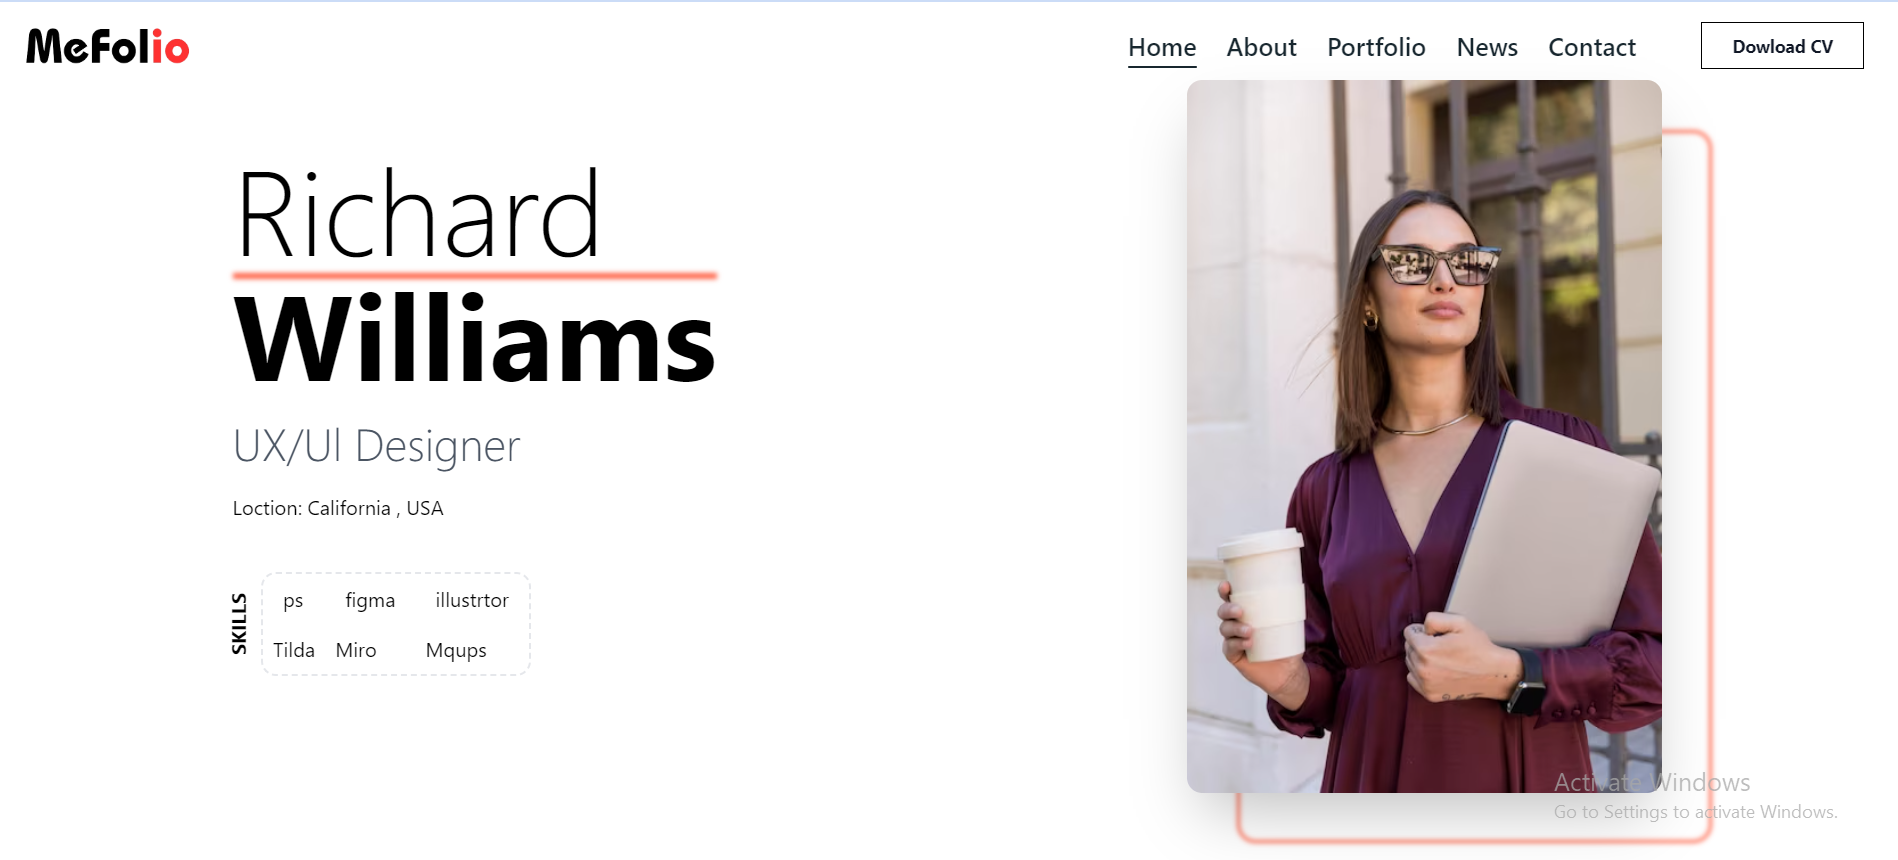 MeFolio
Home About Portfolio News Contact Dowload CV
Richard
Williams
UX/Ul Designer
Loction: California , USA
SKILLS
ps figma illustrtor
Tilda Miro Mqups
Activate Windows
Go to Settings to activate Windows.